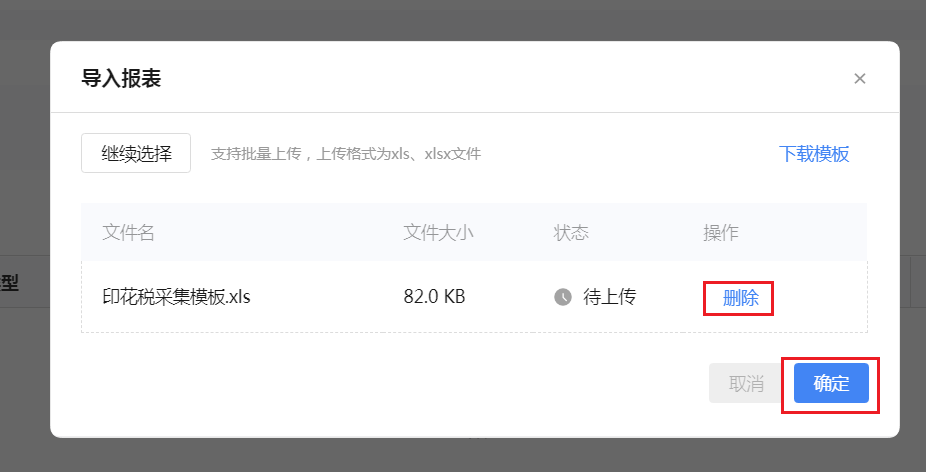 导入报表 ×
继续选择 支持批量上传，上传格式为xls、xlsx文件 下载模板
文件名 文件大小 状态 操作
型
印花税采集模板.xls 82.0 KB 待上传 删除
取消 确定